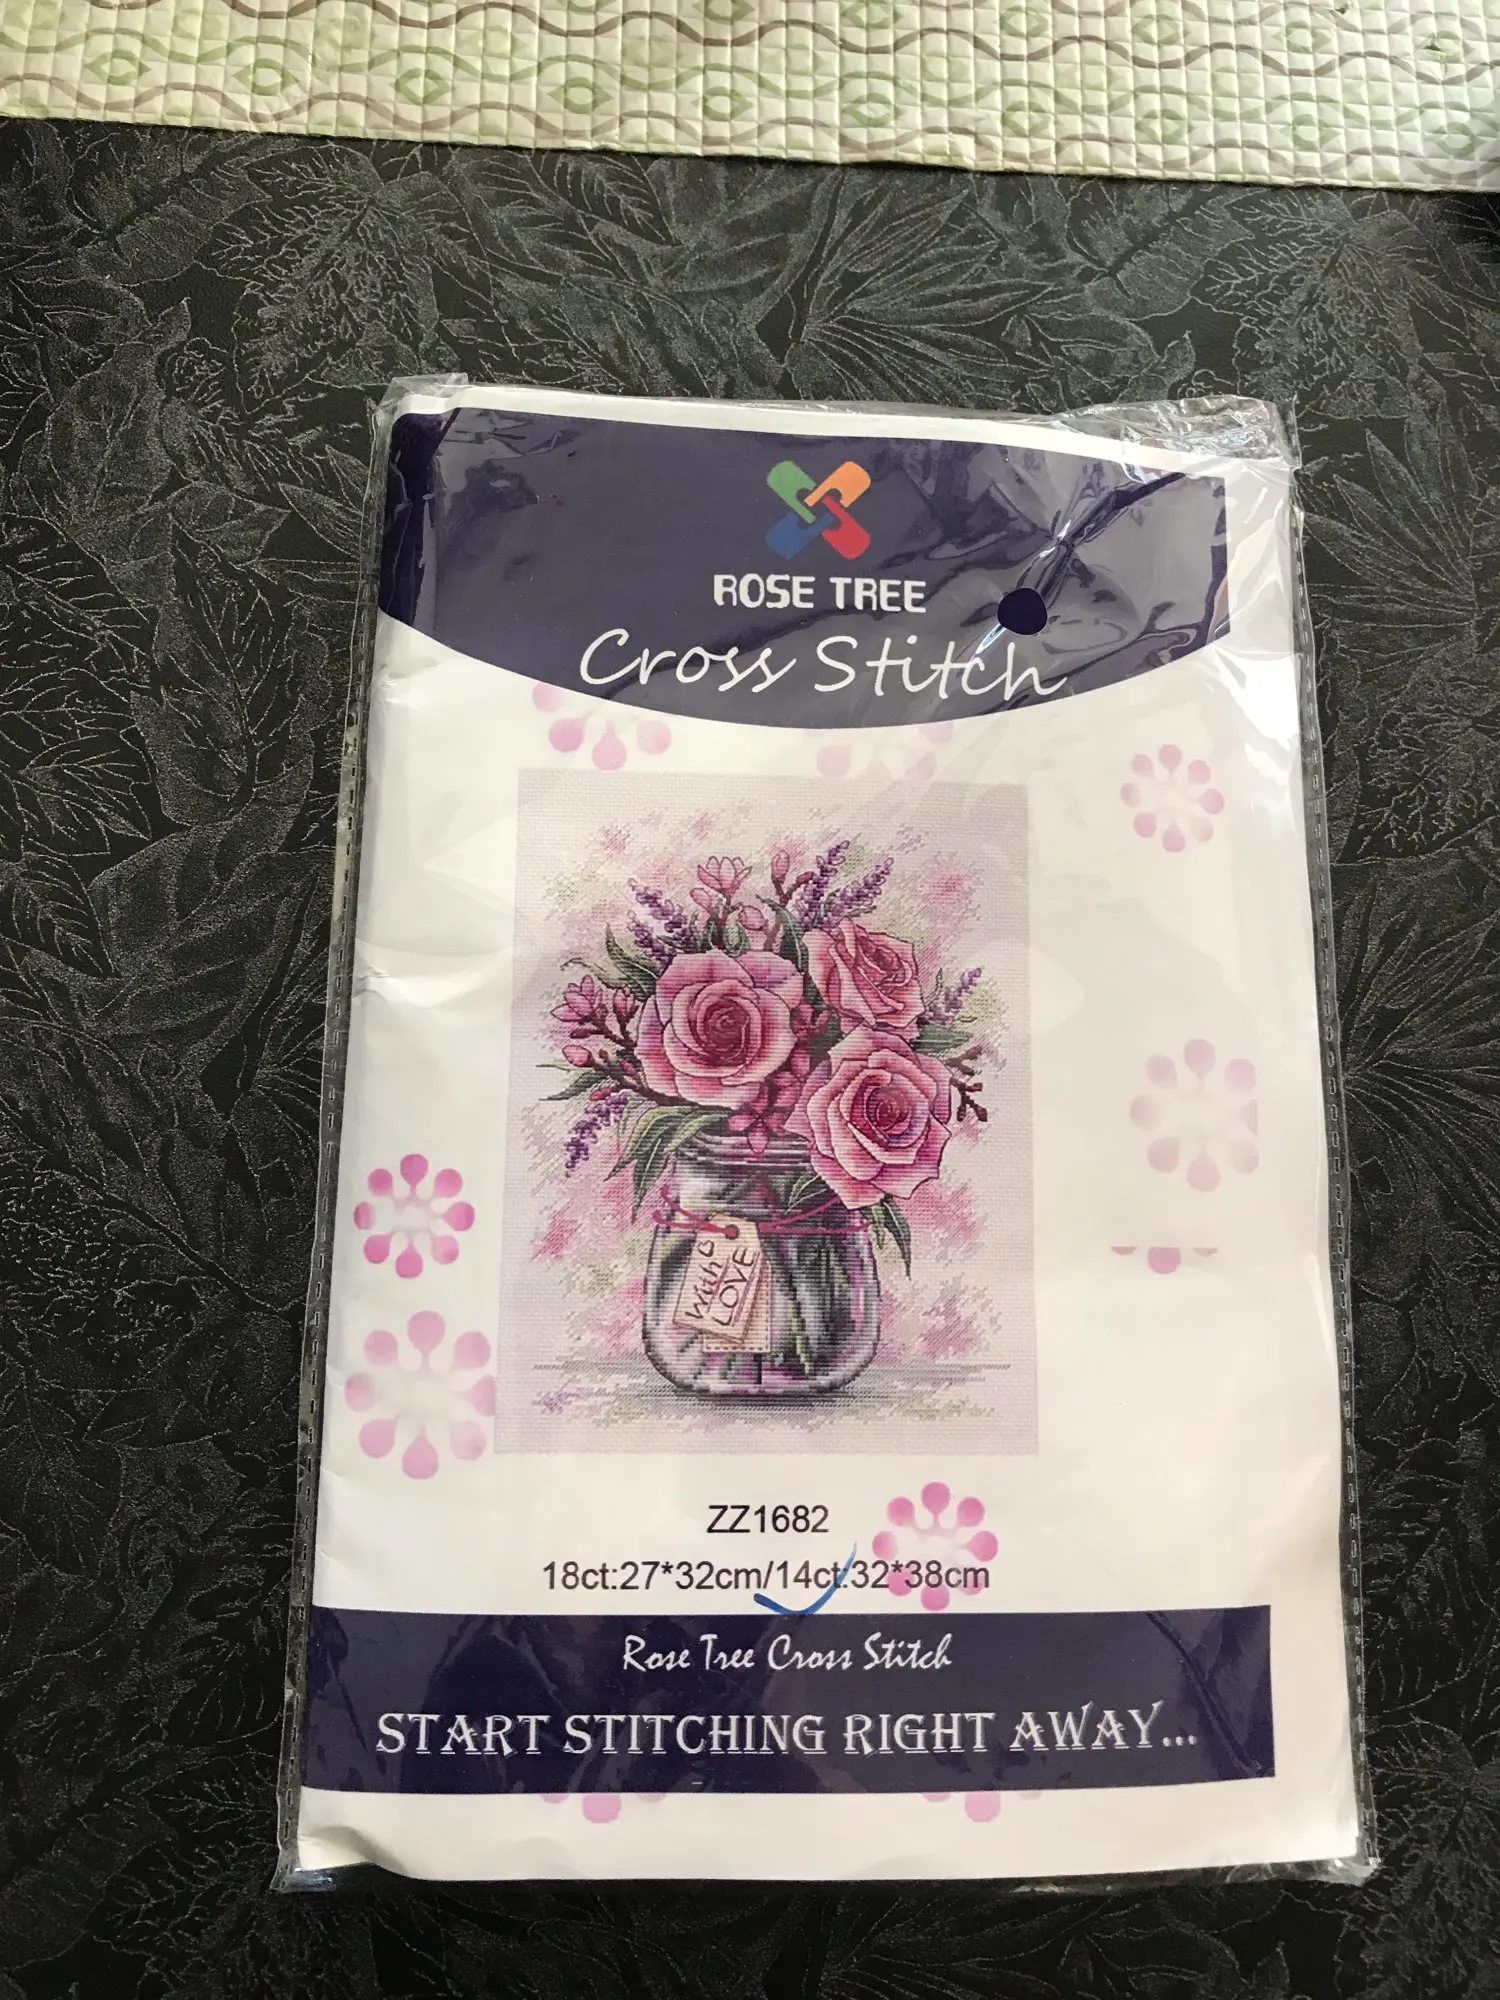 ROSE TREE
Cross Stitch
With
LOVE
ZZ1682
18ct:27*32cm/14ct:32*38cm
Rose Tree Cross Stitch
START STITCHING RIGHT AWAY...